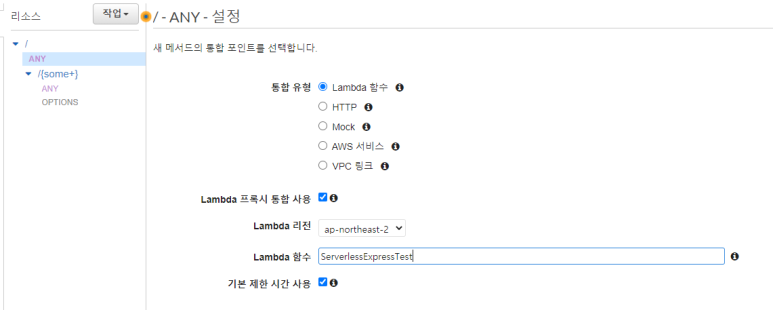 리소스
작업
/ - ANY - 설정
/
ANY
/{some+}
ANY
OPTIONS
새 메서드의 통합 포인트를 선택합니다.
통합 유형 Lambda 함수
HTTP
Mock
AWS 서비스
VPC 링크
Lambda 프록시 통합 사용
Lambda 리전 ap-northeast-2
Lambda 함수 ServerlessExpressTest
기본 제한 시간 사용